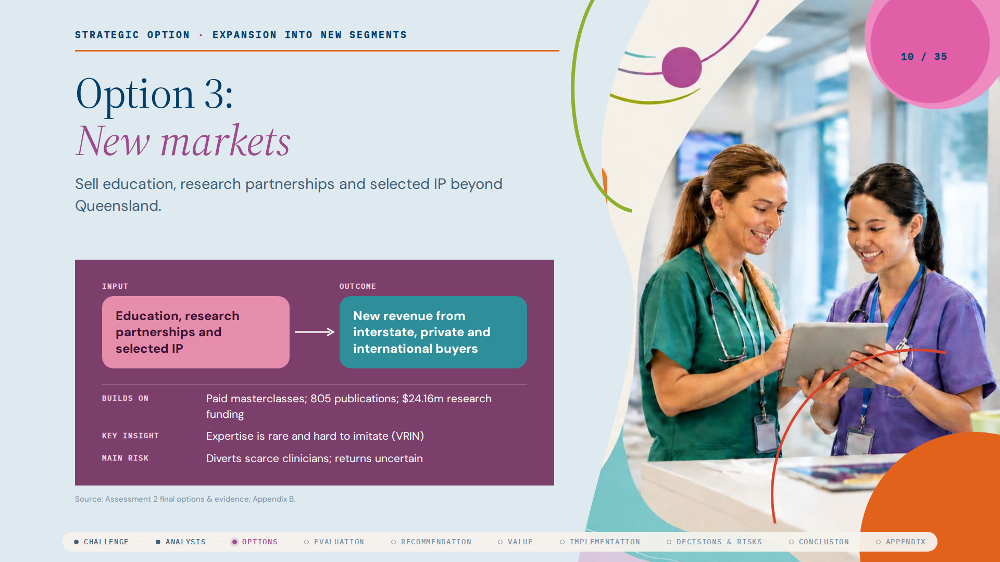 STRATEGIC OPTION · EXPANSION INTO NEW SEGMENTS
10 / 35
Option 3:
New markets
Sell education, research partnerships and selected IP beyond
Queensland.
INPUT
Education, research
partnerships and
selected IP
OUTCOME
New revenue from
interstate, private and
international buyers
BUILDS ON
Paid masterclasses; 805 publications; $24.16m research
funding
KEY INSIGHT
Expertise is rare and hard to imitate (VRIN)
MAIN RISK
Diverts scarce clinicians; returns uncertain
Source: Assessment 2 final options & evidence; Appendix B.
CHALLENGE ANALYSIS OPTIONS EVALUATION RECOMMENDATION VALUE IMPLEMENTATION DECISIONS & RISKS CONCLUSION APPENDIX